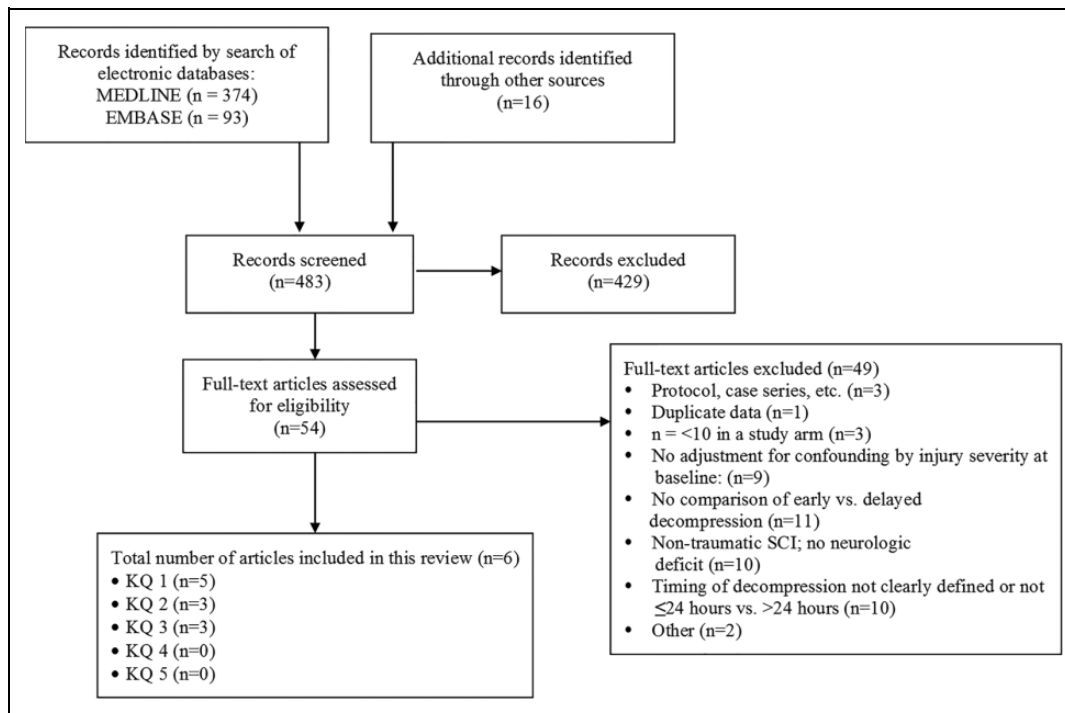 Records identified by search of
electronic databases:
MEDLINE (n = 374)
EMBASE (n = 93)
Additional records identified
through other sources
(n=16)
Records screened
(n=483)
Records excluded
(n=429)
Full-text articles assessed
for eligibility
(n=54)
Full-text articles excluded (n=49)
• Protocol, case series, etc. (n=3)
• Duplicate data (n=1)
• n = <10 in a study arm (n=3)
• No adjustment for confounding by injury severity at
baseline: (n=9)
• No comparison of early vs. delayed
decompression (n=11)
• Non-traumatic SCI; no neurologic
deficit (n=10)
• Timing of decompression not clearly defined or not
≤24 hours vs. >24 hours (n=10)
• Other (n=2)
Total number of articles included in this review (n=6)
• KQ 1 (n=5)
• KQ 2 (n=3)
• KQ 3 (n=3)
• KQ 4 (n=0)
• KQ 5 (n=0)